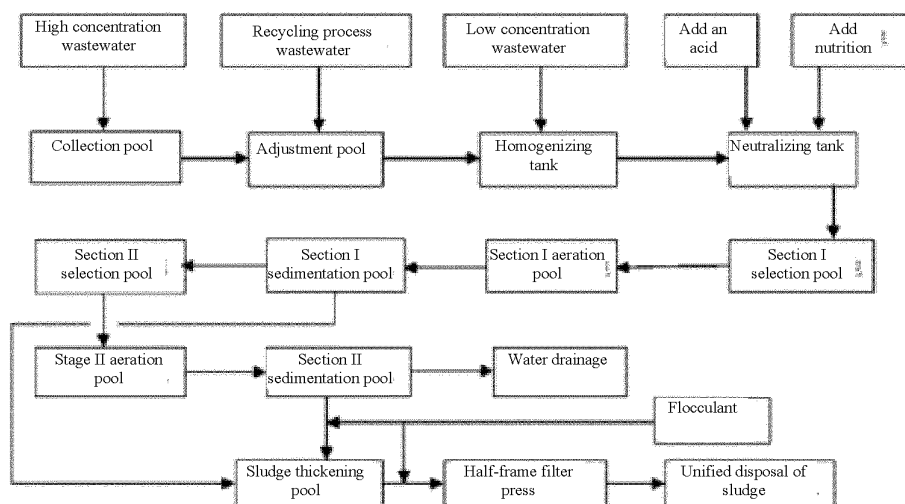 High concentration
wastewater
Recycling process
wastewater
Low concentration
wastewater
Add an
acid
Add
nutrition
Collection pool
Adjustment pool
Homogenizing
tank
Neutralizing tank
Section II
selection pool
Section I
sedimentation pool
Section I aeration
pool
Section I
selection pool
Stage II aeration
pool
Section II
sedimentation pool
Water drainage
Flocculant
Sludge thickening
pool
Half-frame filter
press
Unified disposal of
sludge